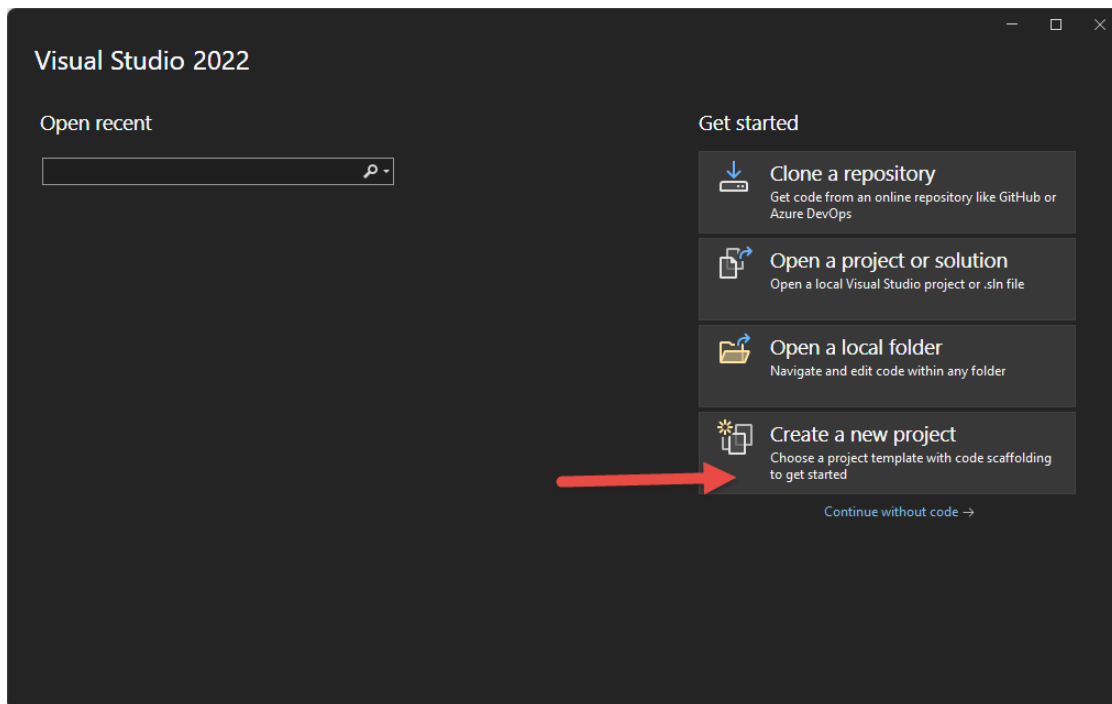 Visual Studio 2022
Open recent
Get started
Clone a repository
Get code from an online repository like GitHub or
Azure DevOps
Open a project or solution
Open a local Visual Studio project or .sln file
Open a local folder
Navigate and edit code within any folder
Create a new project
Choose a project template with code scaffolding
to get started
Continue without code →